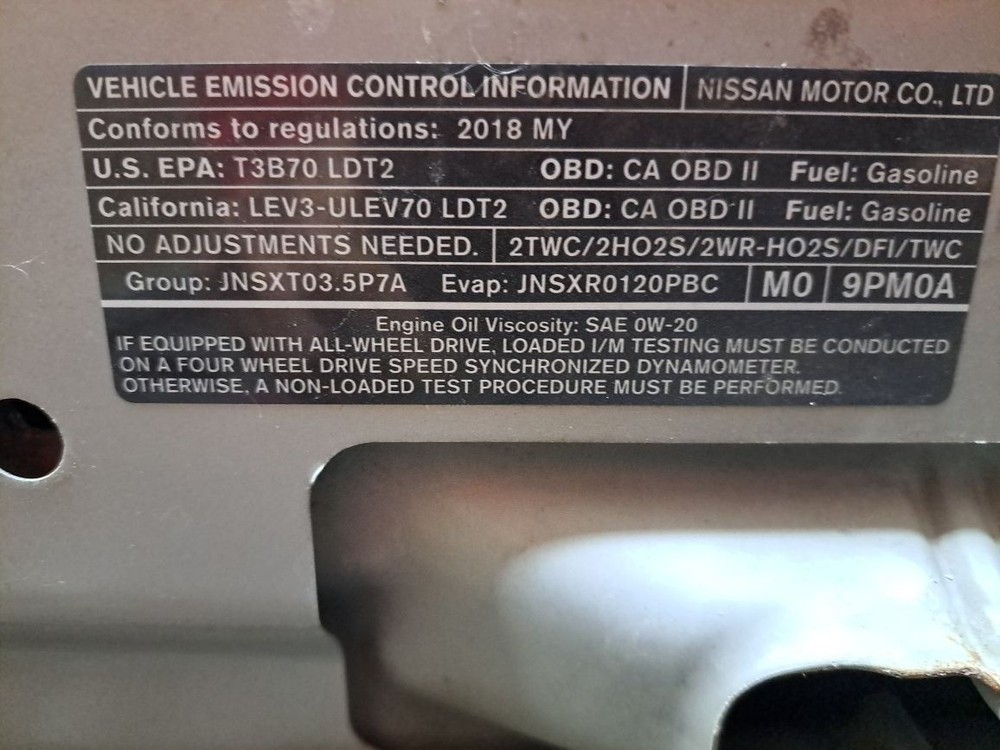 VEHICLE EMISSION CONTROL INFORMATION NISSAN MOTOR CO., LTD
Conforms to regulations: 2018 MY
U.S. EPA: T3B70 LDT2 OBD: CA OBD II Fuel: Gasoline
California: LEV3-ULEV70 LDT2 OBD: CA OBD II Fuel: Gasoline
NO ADJUSTMENTS NEEDED. 2TWC/2HO2S/2WR-HO2S/DFI/TWC
Group: JNSXT03.5P7A Evap: JNSXR0120PBC M0 9PM0A
Engine Oil Viscosity: SAE 0W-20
IF EQUIPPED WITH ALL-WHEEL DRIVE, LOADED I/M TESTING MUST BE CONDUCTED
ON A FOUR WHEEL DRIVE SPEED SYNCHRONIZED DYNAMOMETER.
OTHERWISE, A NON-LOADED TEST PROCEDURE MUST BE PERFORMED.